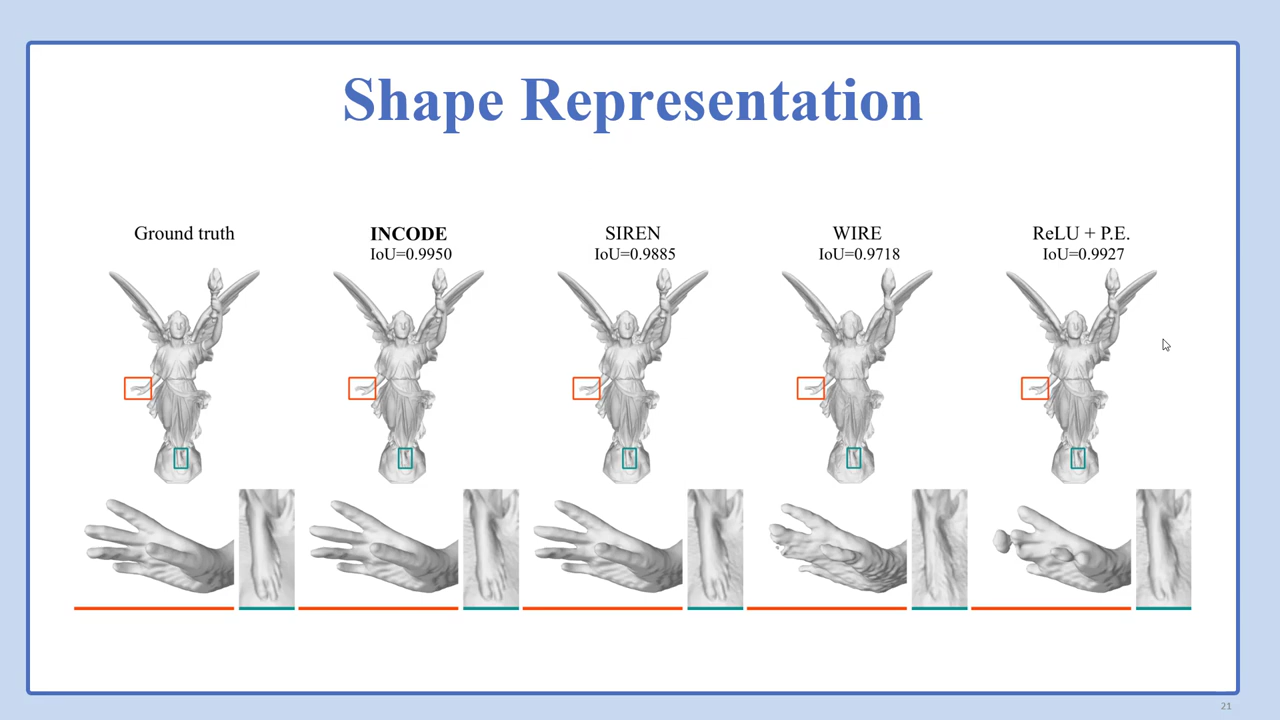 Shape Representation
Ground truth
INCODE
IoU=0.9950
SIREN
IoU=0.9885
WIRE
IoU=0.9718
ReLU + P.E.
IoU=0.9927
21